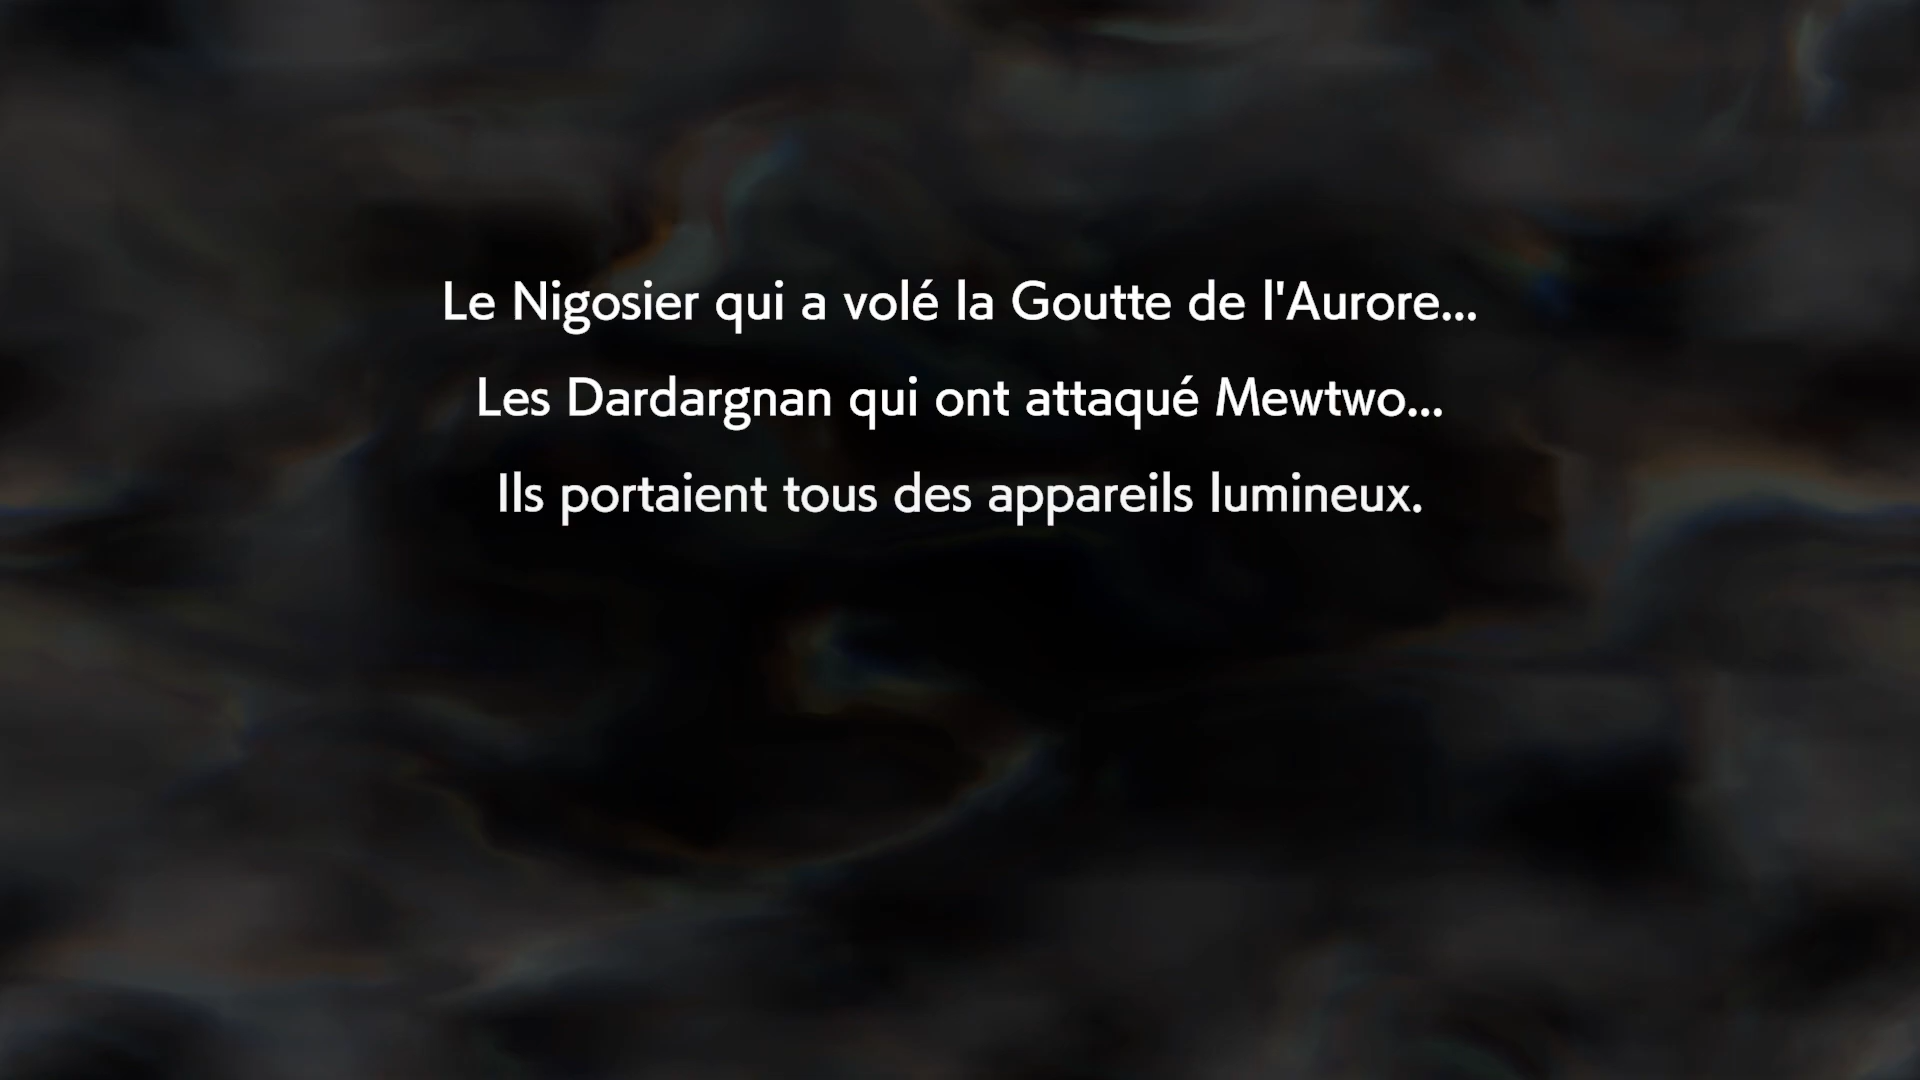 Le Nigosier qui a volé la Goutte de l'Aurore...
Les Dardargnan qui ont attaqué Mewtwo...
Ils portaient tous des appareils lumineux.